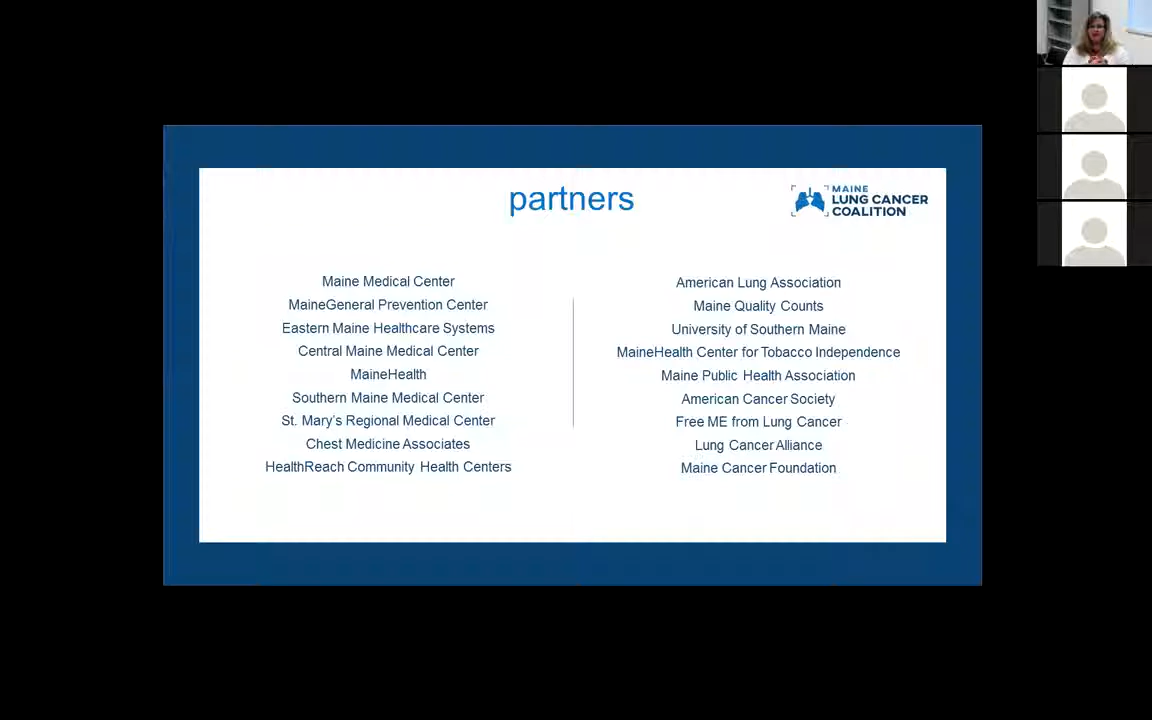 partners
MAINE
LUNG CANCER
COALITION
Maine Medical Center
MaineGeneral Prevention Center
Eastern Maine Healthcare Systems
Central Maine Medical Center
MaineHealth
Southern Maine Medical Center
St. Mary's Regional Medical Center
Chest Medicine Associates
HealthReach Community Health Centers
American Lung Association
Maine Quality Counts
University of Southern Maine
MaineHealth Center for Tobacco Independence
Maine Public Health Association
American Cancer Society
Free ME from Lung Cancer
Lung Cancer Alliance
Maine Cancer Foundation